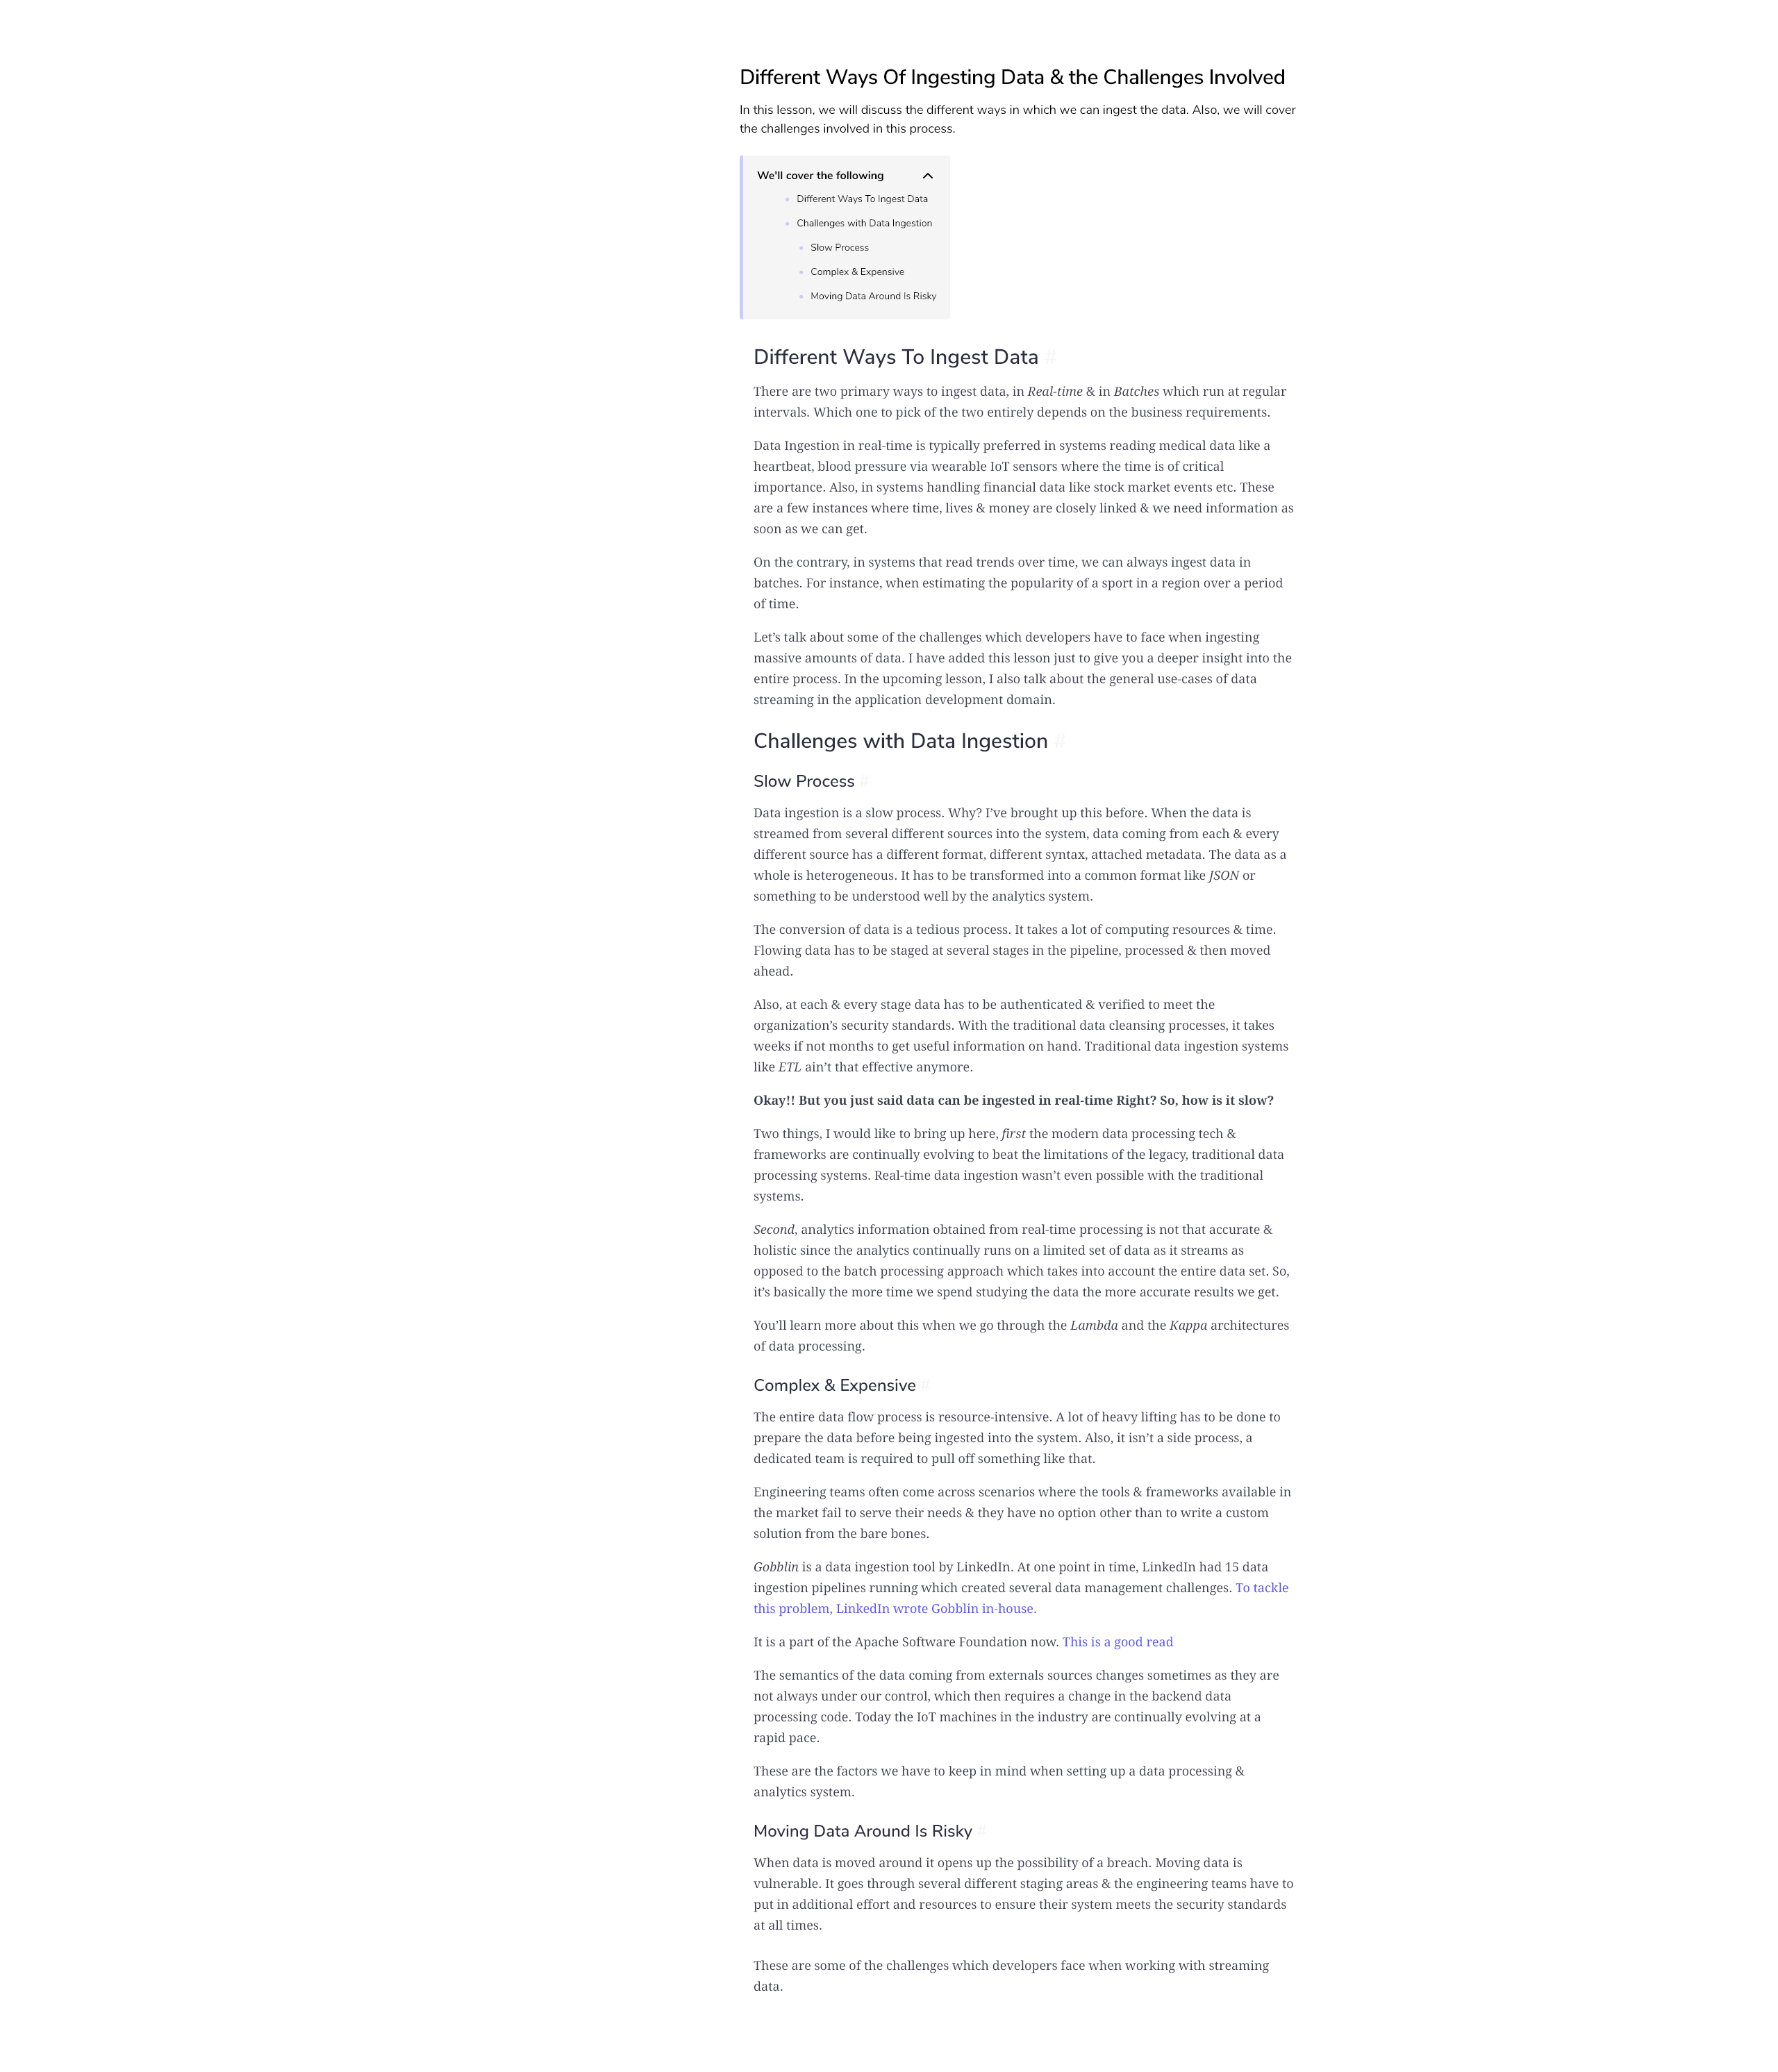 Different Ways Of Ingesting Data & the Challenges Involved
In this lesson, we will discuss the different ways in which we can ingest the data. Also, we will cover
the challenges involved in this process.
We'll cover the following
Different Ways To Ingest Data
Challenges with Data Ingestion
Slow Process
Complex & Expensive
Moving Data Around Is Risky
Different Ways To Ingest Data #
There are two primary ways to ingest data, in Real-time & in Batches which run at regular
intervals. Which one to pick of the two entirely depends on the business requirements.
Data Ingestion in real-time is typically preferred in systems reading medical data like a
heartbeat, blood pressure via wearable IoT sensors where the time is of critical
importance. Also, in systems handling financial data like stock market events etc. These
are a few instances where time, lives & money are closely linked & we need information as
soon as we can get.
On the contrary, in systems that read trends over time, we can always ingest data in
batches. For instance, when estimating the popularity of a sport in a region over a period
of time.
Let’s talk about some of the challenges which developers have to face when ingesting
massive amounts of data. I have added this lesson just to give you a deeper insight into the
entire process. In the upcoming lesson, I also talk about the general use-cases of data
streaming in the application development domain.
Challenges with Data Ingestion #
Slow Process #
Data ingestion is a slow process. Why? I’ve brought up this before. When the data is
streamed from several different sources into the system, data coming from each & every
different source has a different format, different syntax, attached metadata. The data as a
whole is heterogeneous. It has to be transformed into a common format like JSON or
something to be understood well by the analytics system.
The conversion of data is a tedious process. It takes a lot of computing resources & time.
Flowing data has to be staged at several stages in the pipeline, processed & then moved
ahead.
Also, at each & every stage data has to be authenticated & verified to meet the
organization’s security standards. With the traditional data cleansing processes, it takes
weeks if not months to get useful information on hand. Traditional data ingestion systems
like ETL ain’t that effective anymore.
Okay!! But you just said data can be ingested in real-time Right? So, how is it slow?
Two things, I would like to bring up here, first the modern data processing tech &
frameworks are continually evolving to beat the limitations of the legacy, traditional data
processing systems. Real-time data ingestion wasn’t even possible with the traditional
systems.
Second, analytics information obtained from real-time processing is not that accurate &
holistic since the analytics continually runs on a limited set of data as it streams as
opposed to the batch processing approach which takes into account the entire data set. So,
it’s basically the more time we spend studying the data the more accurate results we get.
You’ll learn more about this when we go through the Lambda and the Kappa architectures
of data processing.
Complex & Expensive #
The entire data flow process is resource-intensive. A lot of heavy lifting has to be done to
prepare the data before being ingested into the system. Also, it isn’t a side process, a
dedicated team is required to pull off something like that.
Engineering teams often come across scenarios where the tools & frameworks available in
the market fail to serve their needs & they have no option other than to write a custom
solution from the bare bones.
Gobblin is a data ingestion tool by LinkedIn. At one point in time, LinkedIn had 15 data
ingestion pipelines running which created several data management challenges. To tackle
this problem, LinkedIn wrote Gobblin in-house.
It is a part of the Apache Software Foundation now. This is a good read
The semantics of the data coming from externals sources changes sometimes as they are
not always under our control, which then requires a change in the backend data
processing code. Today the IoT machines in the industry are continually evolving at a
rapid pace.
These are the factors we have to keep in mind when setting up a data processing &
analytics system.
Moving Data Around Is Risky #
When data is moved around it opens up the possibility of a breach. Moving data is
vulnerable. It goes through several different staging areas & the engineering teams have to
put in additional effort and resources to ensure their system meets the security standards
at all times.
These are some of the challenges which developers face when working with streaming
data.